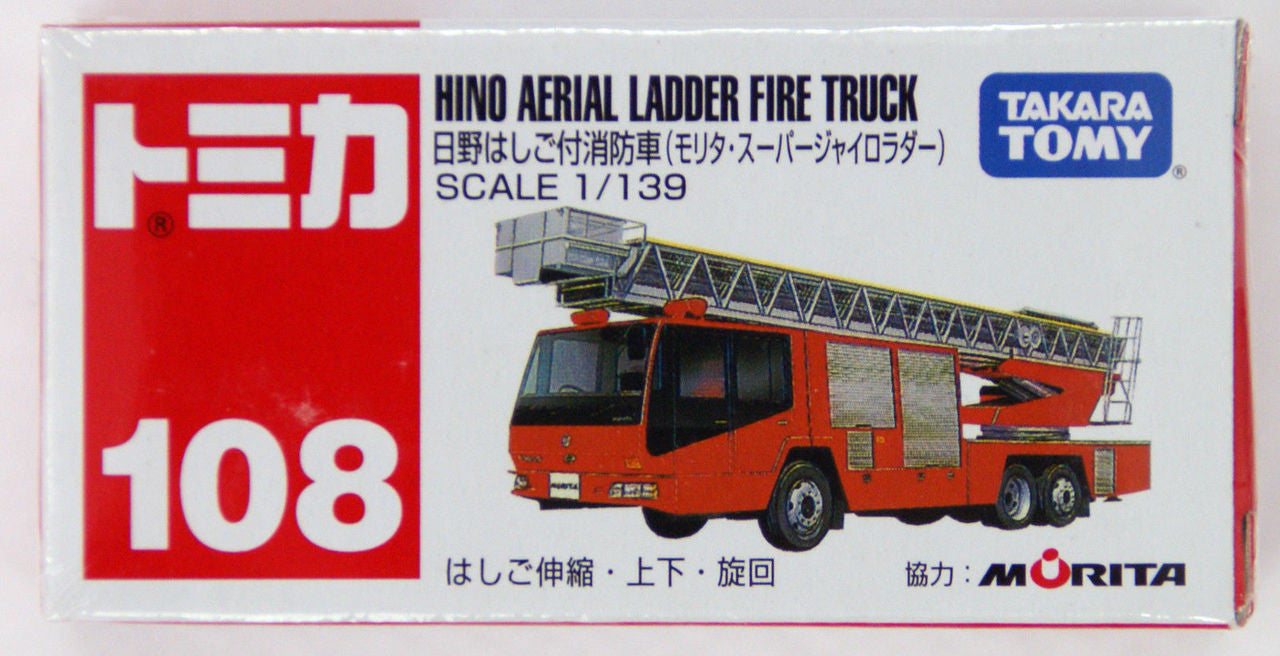 トミカ
®
108
HINO AERIAL LADDER FIRE TRUCK
日野はしご付消防車(モリタ・スーパージャイロラダー)
SCALE 1/139
TAKARA
TOMY
®
MORITA
はしご伸縮・上下・旋回
協力:MORITA